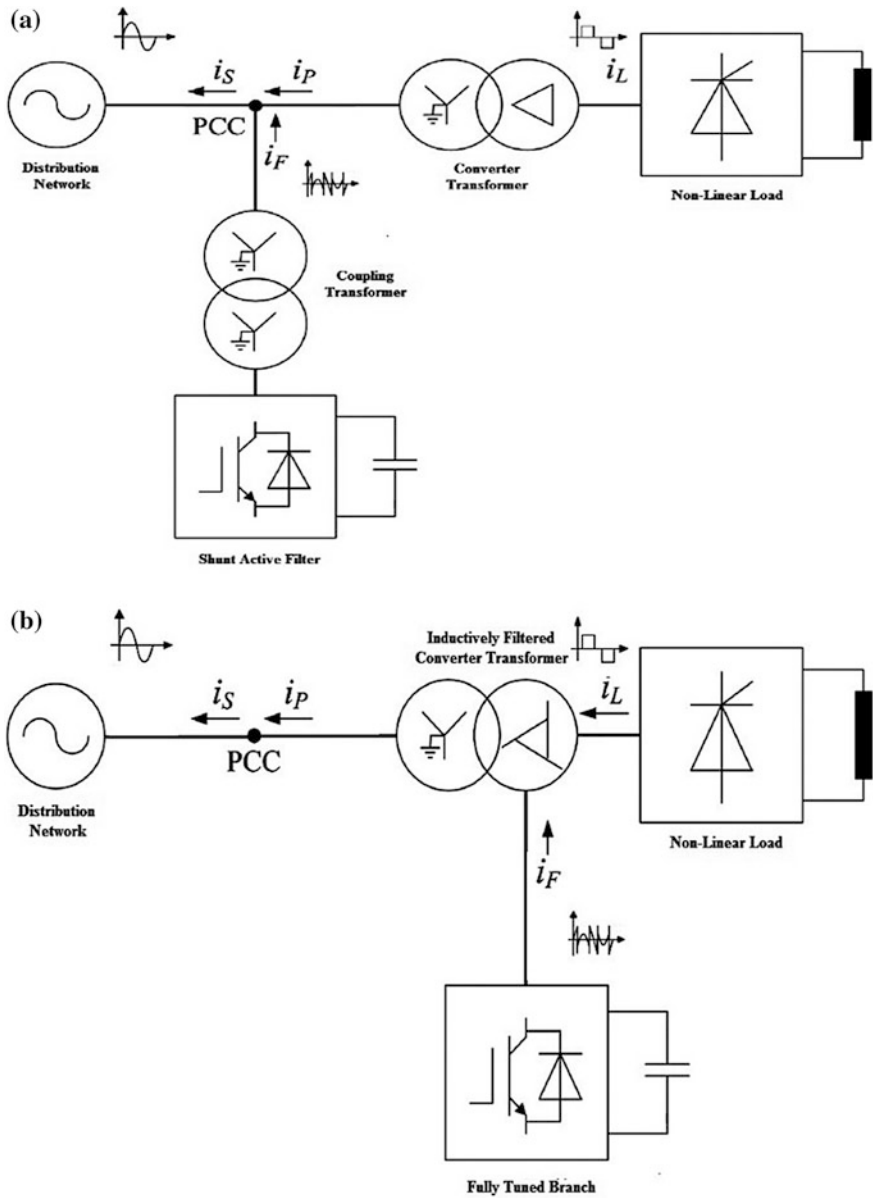 (a)
i_S
i_P
i_L
PCC
i_F
Distribution
Network
Converter
Transformer
Non-Linear Load
Coupling
Transformer
Shunt Active Filter
(b)
Inductively Filtered
Converter Transformer
i_S
i_P
i_L
PCC
Distribution
Network
Non-Linear Load
i_F
Fully Tuned Branch